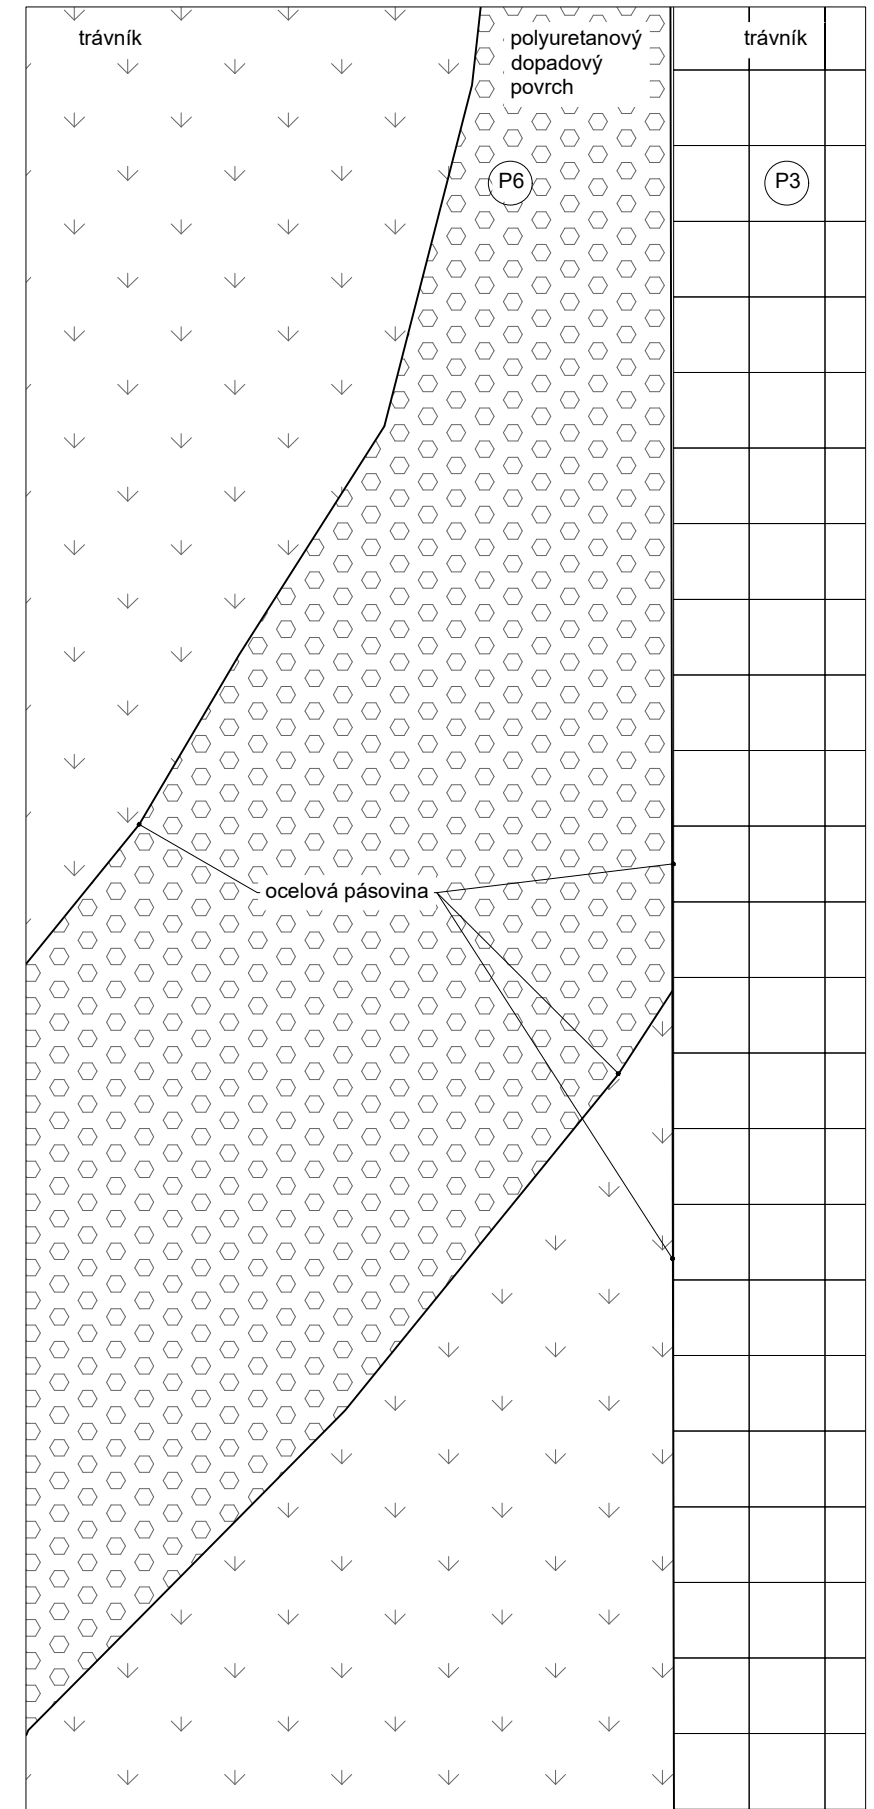 trávník
polyuretanový
dopadový
povrch
trávník
P6
P3
ocelová pásovina